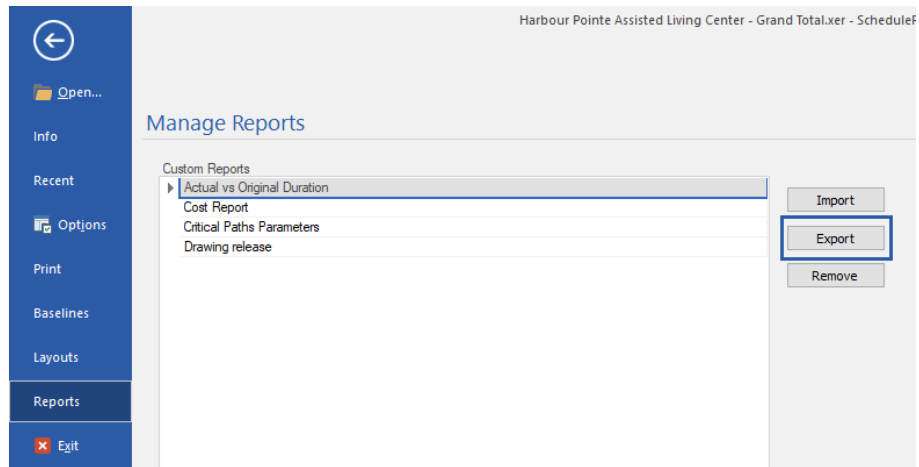 Harbour Pointe Assisted Living Center - Grand Total.xer -
Open...
Info
Recent
Options
Print
Baselines
Layouts
Reports
Exit
Manage Reports
Custom Reports
Actual vs Original Duration
Cost Report
Critical Paths Parameters
Drawing release
Import
Export
Remove